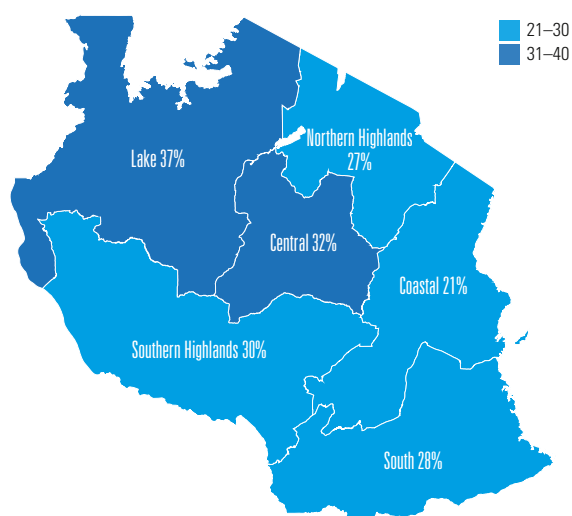 21–30
31–40
Northern Highlands
27%
Lake 37%
Central 32%
Coastal 21%
Southern Highlands 30%
South 28%